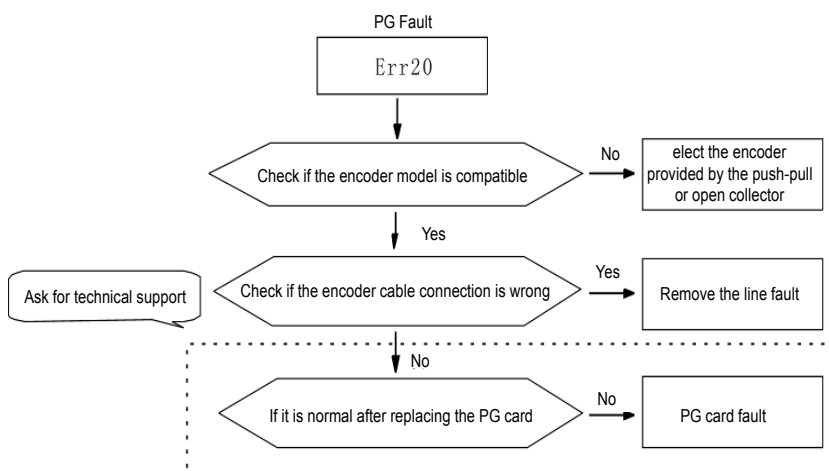 PG Fault
Err20
Check if the encoder model is compatible
No
elect the encoder
provided by the push-pull
or open collector
Yes
Ask for technical support
Check if the encoder cable connection is wrong
Yes
Remove the line fault
No
If it is normal after replacing the PG card
No
PG card fault